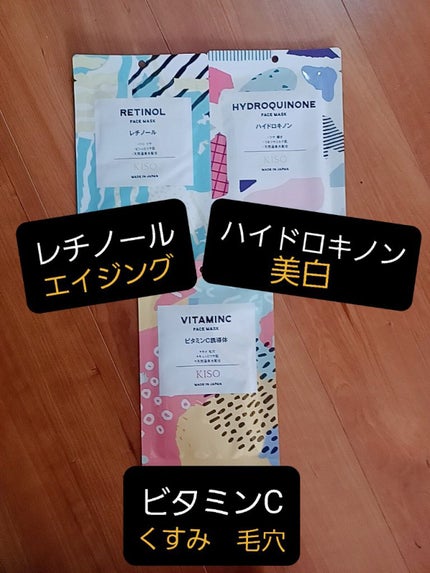 RETINOL
FACE MASK
レチノール
KISO
MADE IN JAPAN
HYDROQUINONE
FACE MASK
ハイドロキノン
KISO
MADE IN JAPAN
レチノール
エイジング
ハイドロキノン
美白
VITAMINC
FACE MASK
ビタミンC誘導体
KISO
MADE IN JAPAN
ビタミンC
くすみ 毛穴